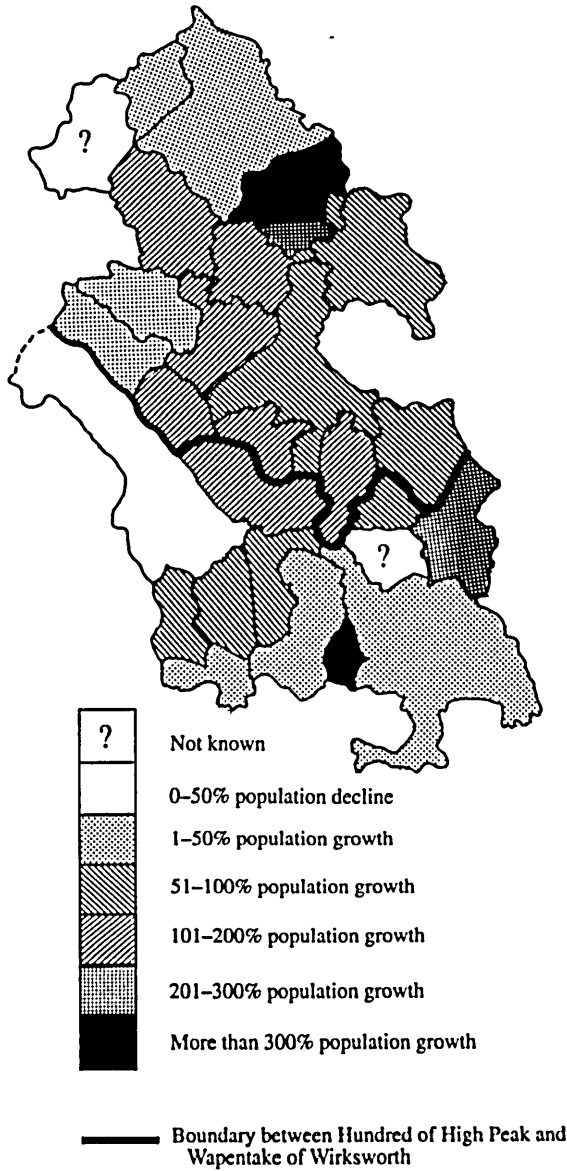 ?
?
?
Not known
0–50% population decline
1–50% population growth
51–100% population growth
101–200% population growth
201–300% population growth
More than 300% population growth
Boundary between Hundred of High Peak and
Wapentake of Wirksworth